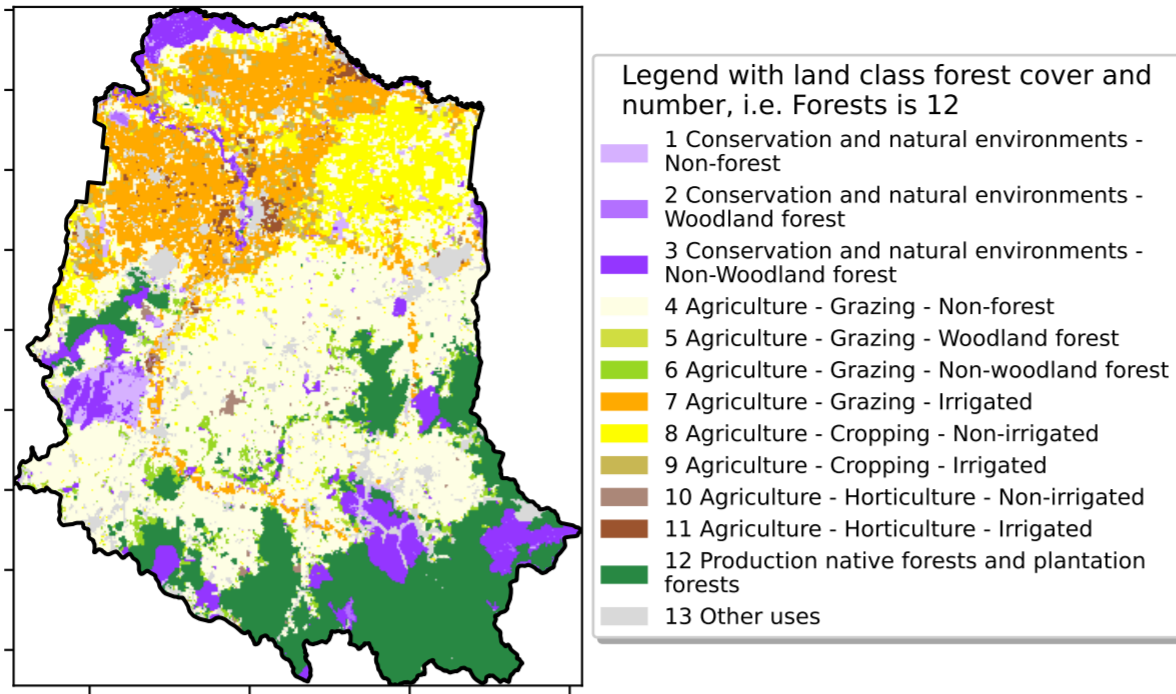 Legend with land class forest cover and
number, i.e. Forests is 12
1 Conservation and natural environments -
Non-forest
2 Conservation and natural environments -
Woodland forest
3 Conservation and natural environments -
Non-Woodland forest
4 Agriculture - Grazing - Non-forest
5 Agriculture - Grazing - Woodland forest
6 Agriculture - Grazing - Non-woodland forest
7 Agriculture - Grazing - Irrigated
8 Agriculture - Cropping - Non-irrigated
9 Agriculture - Cropping - Irrigated
10 Agriculture - Horticulture - Non-irrigated
11 Agriculture - Horticulture - Irrigated
12 Production native forests and plantation
forests
13 Other uses